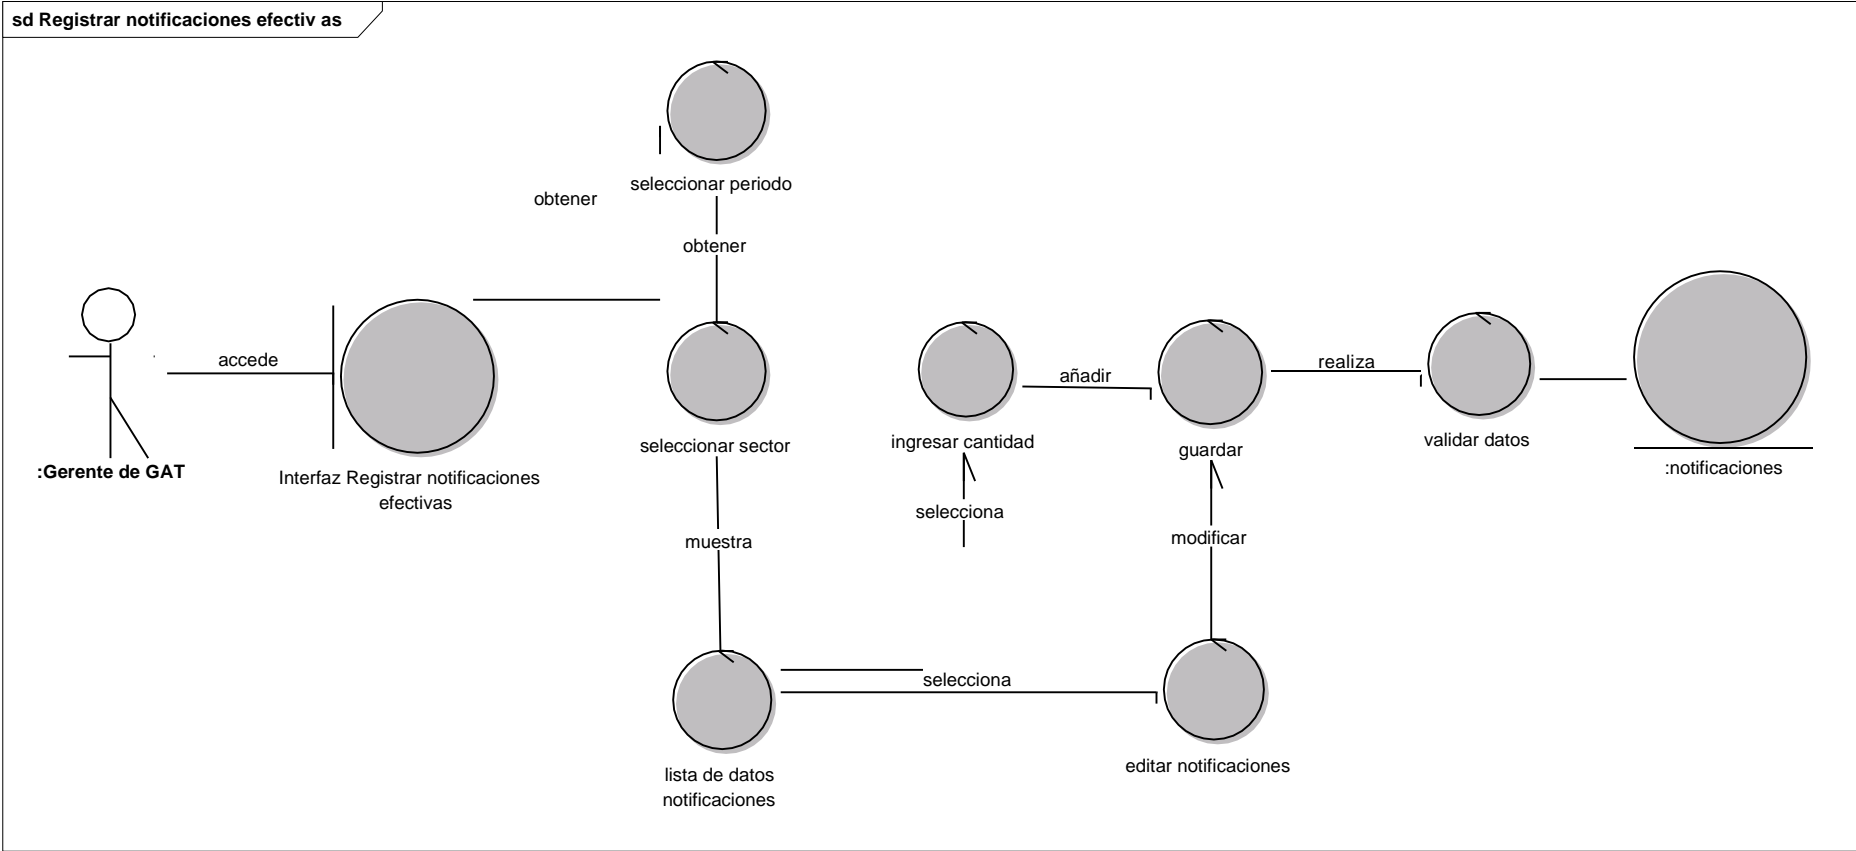 sd Registrar notificaciones efectiv as
seleccionar periodo
obtener
obtener
accede
:Gerente de GAT
Interfaz Registrar notificaciones
efectivas
seleccionar sector
muestra
lista de datos
notificaciones
ingresar cantidad
selecciona
añadir
guardar
modificar
selecciona
editar notificaciones
realiza
validar datos
:notificaciones